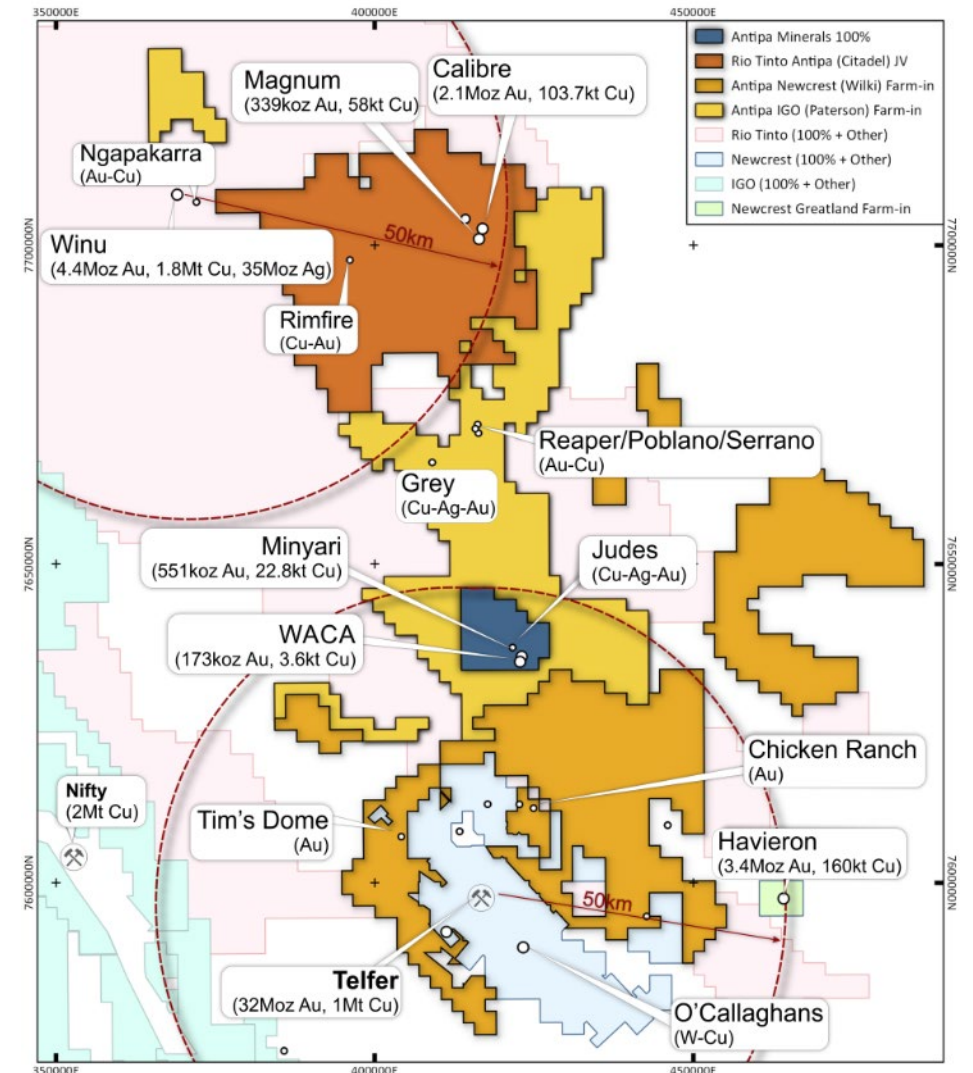 350000E
400000E
450000E
Antipa Minerals 100%
Rio Tinto Antipa (Citadel) JV
Antipa Newcrest (Wilki) Farm-in
Antipa IGO (Paterson) Farm-in
Rio Tinto (100% + Other)
Newcrest (100% + Other)
IGO (100% + Other)
Newcrest Greatland Farm-in
Magnum
(339koz Au, 58kt Cu)
Calibre
(2.1Moz Au, 103.7kt Cu)
Ngapakarra
(Au-Cu)
7700000N
50km
7700000N
Winu
(4.4Moz Au, 1.8Mt Cu, 35Moz Ag)
Rimfire
(Cu-Au)
Reaper/Poblano/Serrano
(Au-Cu)
Grey
(Cu-Ag-Au)
7650000N
Minyari
(551koz Au, 22.8kt Cu)
Judes
(Cu-Ag-Au)
7650000N
WACA
(173koz Au, 3.6kt Cu)
Chicken Ranch
(Au)
Nifty
(2Mt Cu)
Tim's Dome
(Au)
Havieron
(3.4Moz Au, 160kt Cu)
7600000N
50km
7600000N
Telfer
(32Moz Au, 1Mt Cu)
O'Callaghans
(W-Cu)
350000E
400000E
450000E